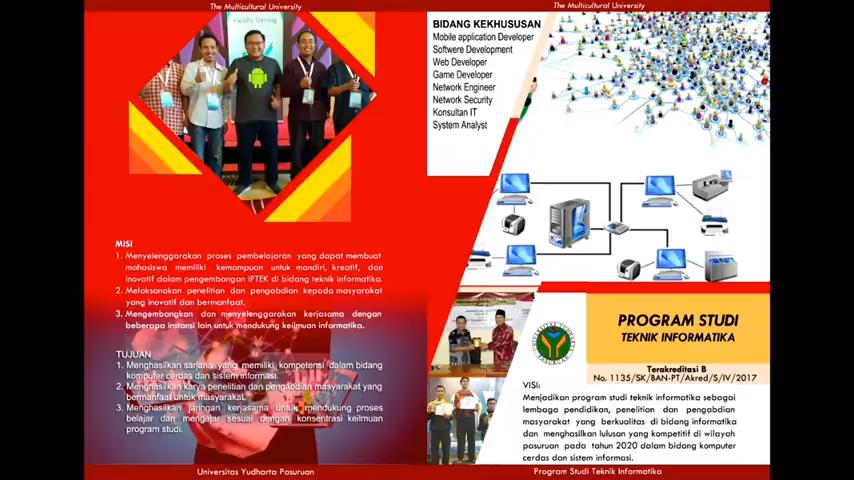 The Multicultural University
Faculty Training
MISI
1. Menyelenggarakan proses pembelajaran yang dapat membuat
mahasiswa memiliki kemampuan untuk mandiri, kreatif, dan
inovatif dalam pengembangan IPTEK di bidang teknik informatika.
2. Melaksanakan penelitian dan pengabdian kepada masyarakat
yang inovatif dan bermanfaat.
3. Mengembangkan dan menyelenggarakan kerjasama dengan
beberapa instansi lain untuk mendukung keilmuan informatika.
TUJUAN
1. Menghasilkan sarjana yang memiliki kompetensi dalam bidang
komputer cerdas dan sistem informasi.
2. Menghasilkan karya penelitian dan pengabdian masyarakat yang
bermanfaat untuk masyarakat.
3. Menghasilkan jaringan kerjasama untuk mendukung proses
belajar dan mengajar sesuai dengan konsentrasi keilmuan
program studi.
Universitas Yudharta Pasuruan
The Multicultural University
BIDANG KEKHUSUSAN
Mobile application Developer
Softwere Development
Web Developer
Game Developer
Network Engineer
Network Security
Konsultan IT
System Analyst
PROGRAM STUDI
TEKNIK INFORMATIKA
Terakreditasi B
No. 1135/SK/BAN-PT/Akred/S/IV/2017
VISI:
Menjadikan program studi teknik informatika sebagai
lembaga pendidikan, penelitian dan pengabdian
masyarakat yang berkualitas di bidang informatika
dan menghasilkan lulusan yang kompetitif di wilayah
pasuruan pada tahun 2020 dalam bidang komputer
cerdas dan sistem informasi.
Program Studi Teknik Informatika